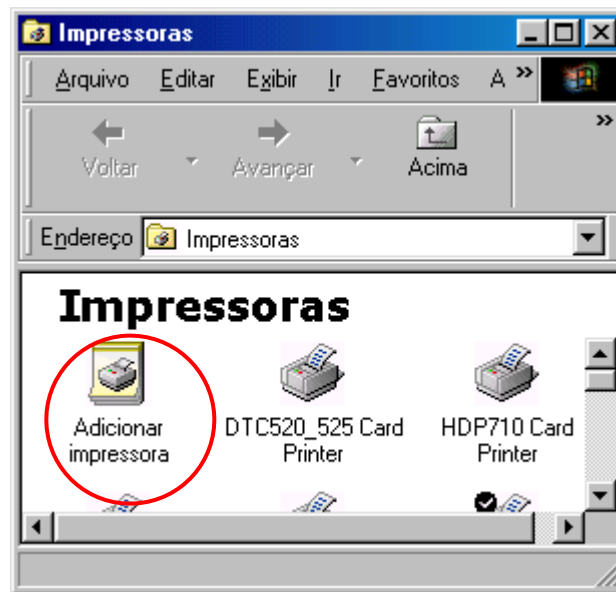 Impressoras
Arquivo Editar Exibir Ir Favoritos A »
»
Voltar Avançar Acima
Endereço Impressoras
Impressoras
Adicionar impressora
DTC520_525 Card Printer
HDP710 Card Printer